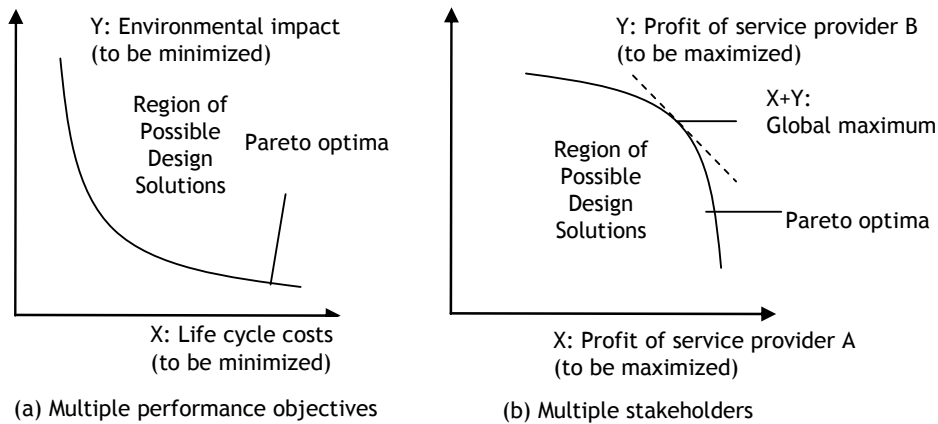 Y: Environmental impact
(to be minimized)
Region of
Possible
Design
Solutions
Pareto optima
X: Life cycle costs
(to be minimized)
(a) Multiple performance objectives
Y: Profit of service provider B
(to be maximized)
X+Y:
Global maximum
Region of
Possible
Design
Solutions
Pareto optima
X: Profit of service provider A
(to be maximized)
(b) Multiple stakeholders